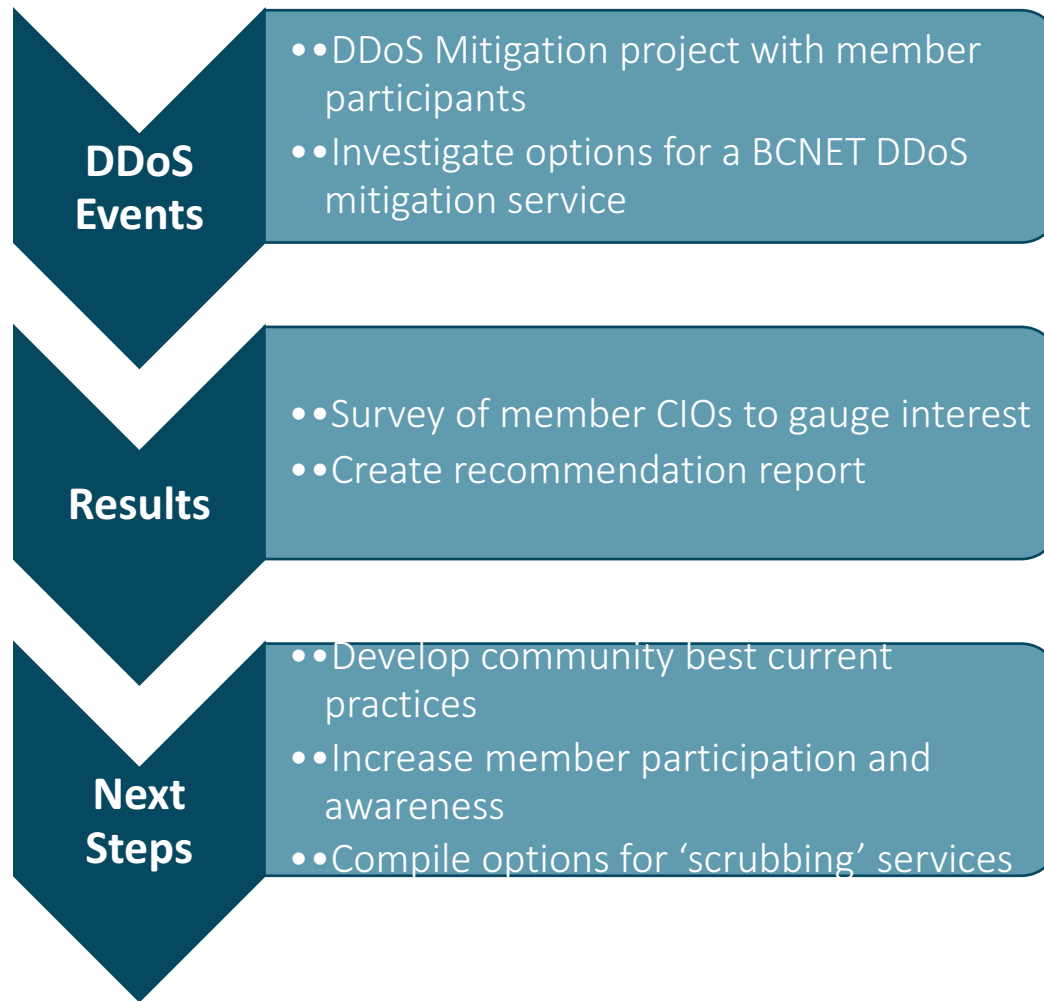 DDoS
Events
••DDoS Mitigation project with member
participants
••Investigate options for a BCNET DDoS
mitigation service
Results
••Survey of member CIOs to gauge interest
••Create recommendation report
Next
Steps
••Develop community best current
practices
••Increase member participation and
awareness
••Compile options for ‘scrubbing’ services